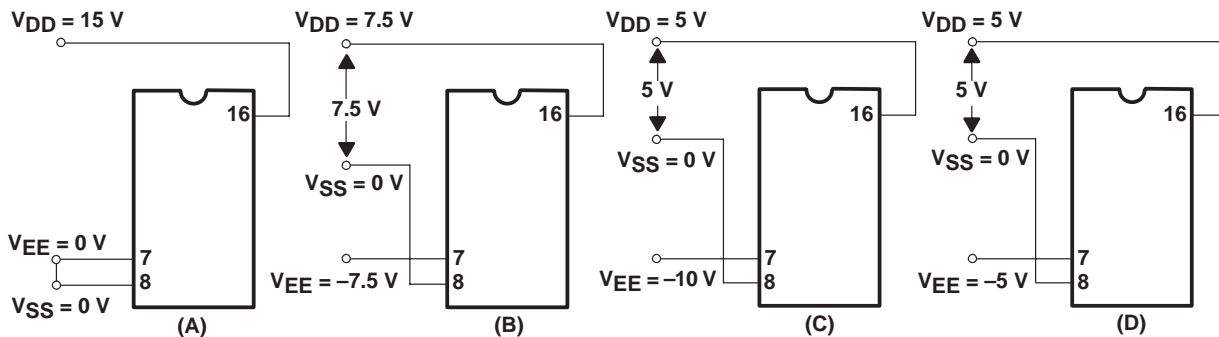 VDD = 15 V
16
VEE = 0 V
7
8
VSS = 0 V
(A)
VDD = 7.5 V
7.5 V
16
VSS = 0 V
7
VEE = –7.5 V
8
(B)
VDD = 5 V
5 V
16
VSS = 0 V
7
VEE = –10 V
8
(C)
VDD = 5 V
5 V
16
VSS = 0 V
7
VEE = –5 V
8
(D)